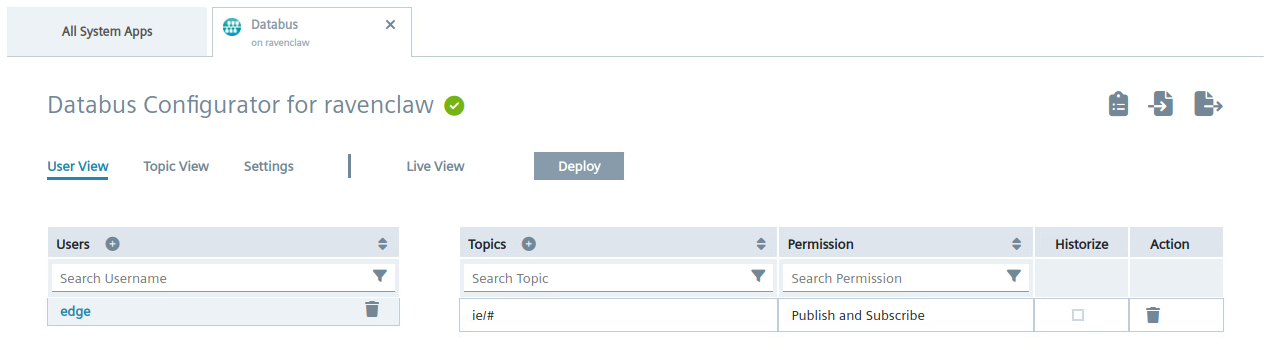 All System Apps
Databus
on ravenclaw
Databus Configurator for ravenclaw
User View Topic View Settings Live View Deploy
Users Topics Permission Historize Action
Search Username Search Topic Search Permission
edge ie/# Publish and Subscribe